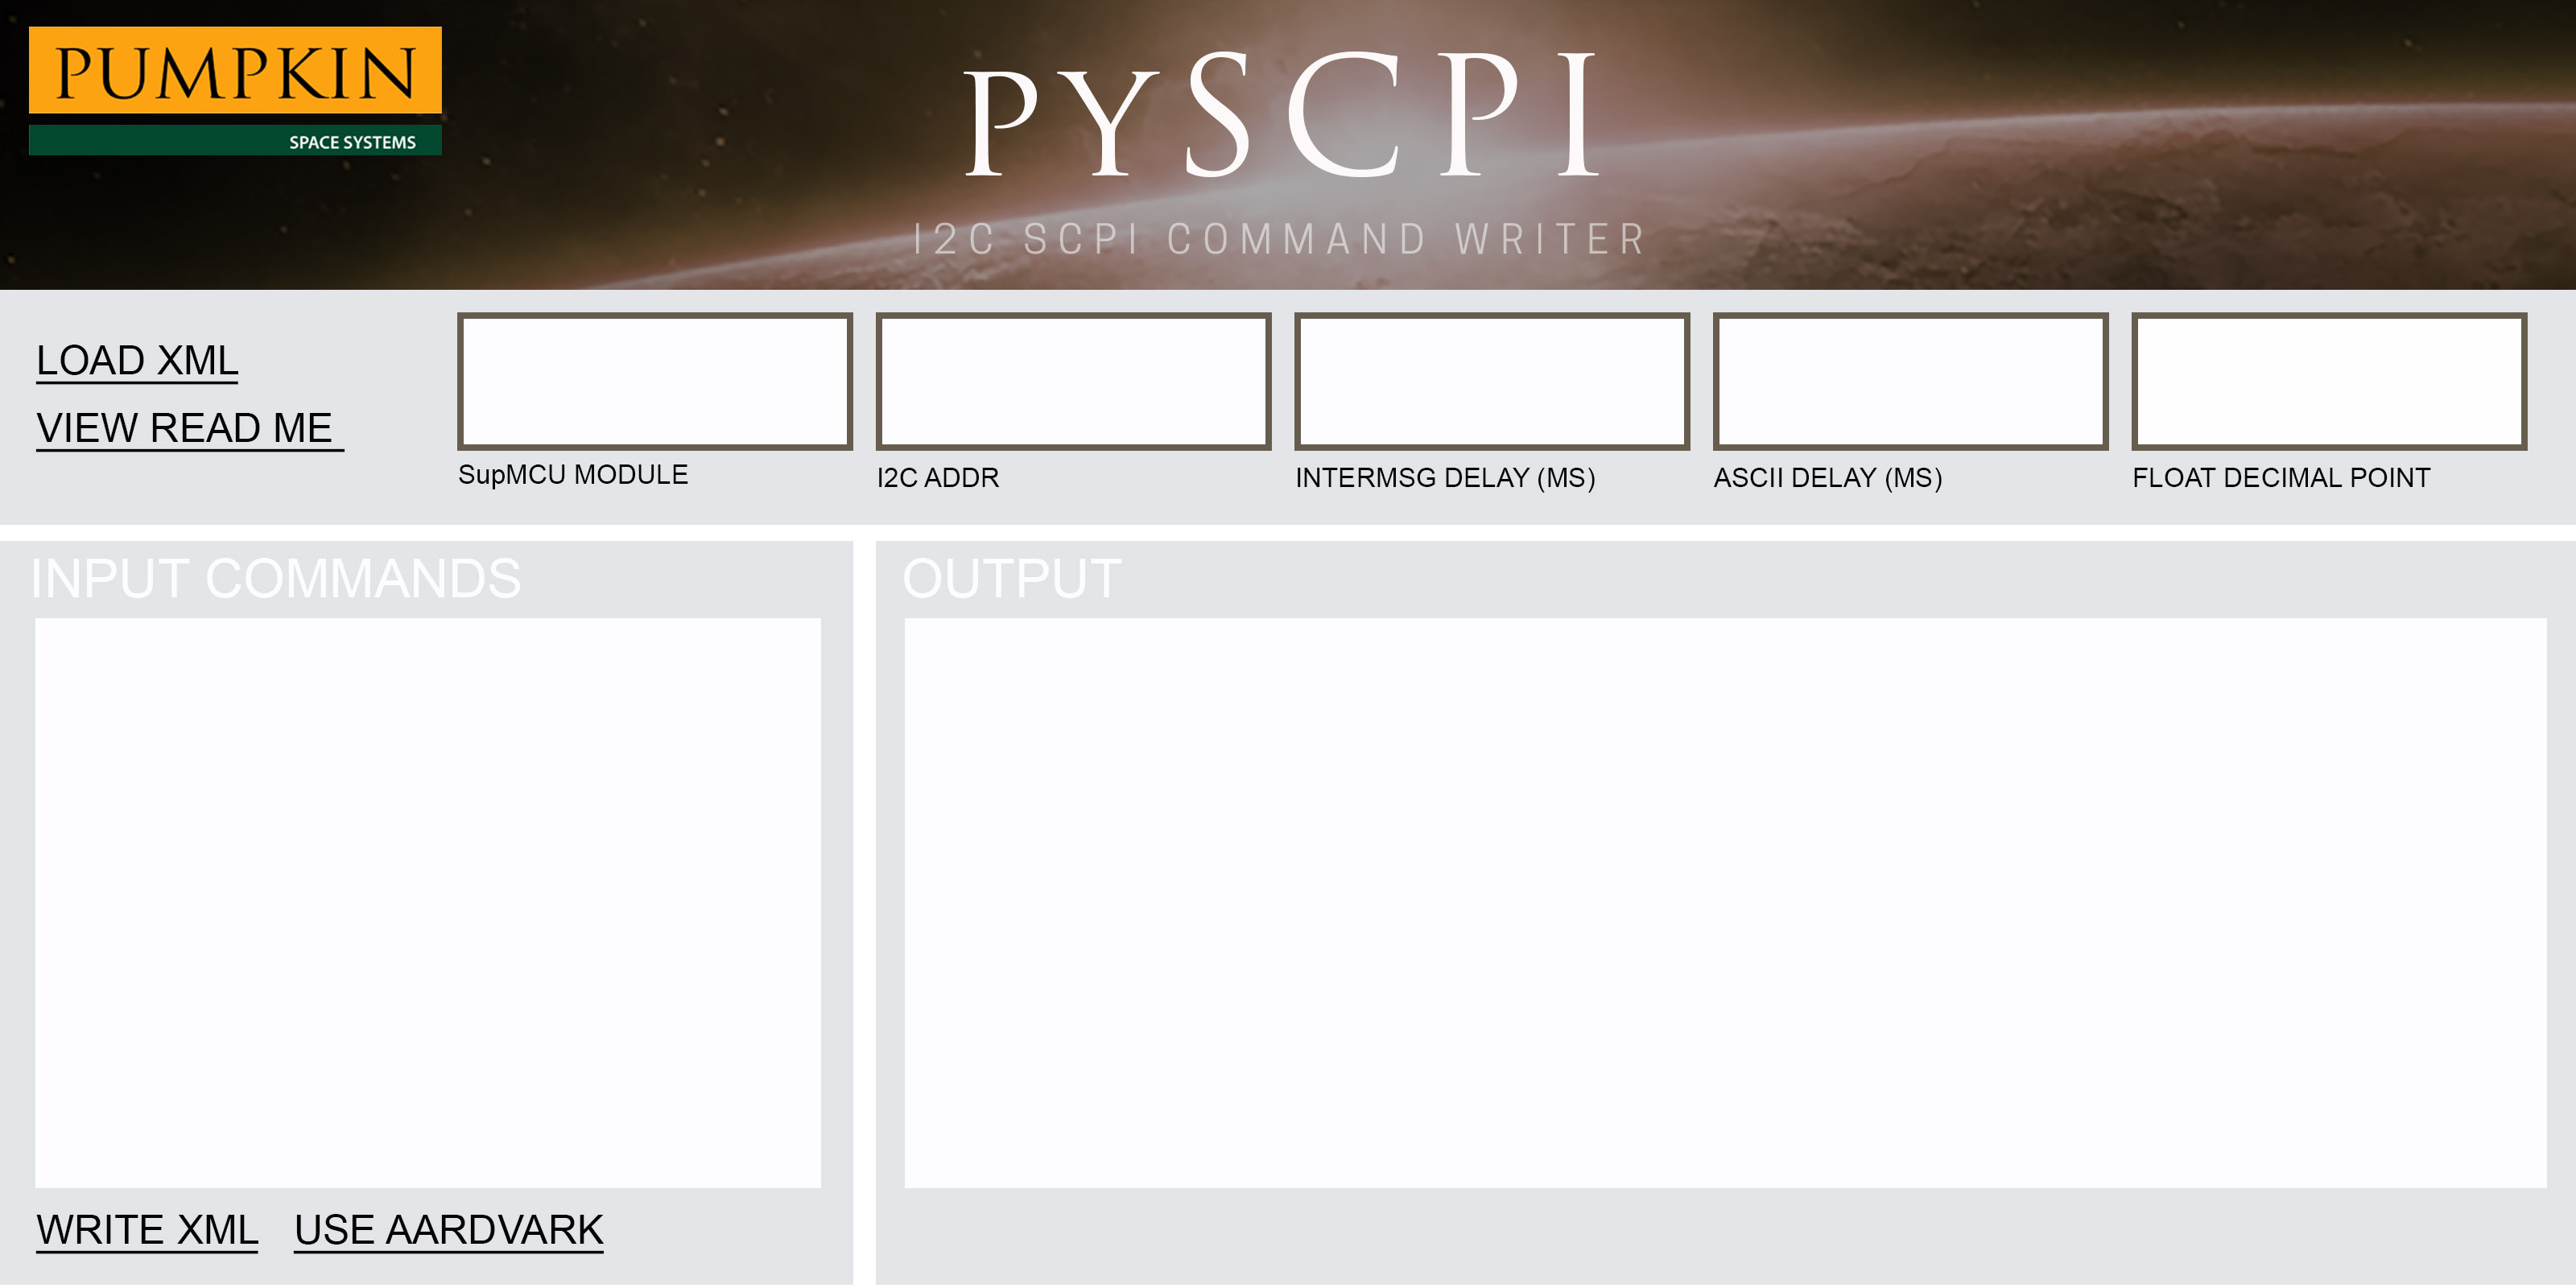 PUMPKIN
SPACE SYSTEMS
PYSCPI
I2C SCPI COMMAND WRITER
LOAD XML
VIEW READ ME
SupMCU MODULE
I2C ADDR
INTERMSG DELAY (MS)
ASCII DELAY (MS)
FLOAT DECIMAL POINT
INPUT COMMANDS
OUTPUT
WRITE XML
USE AARDVARK